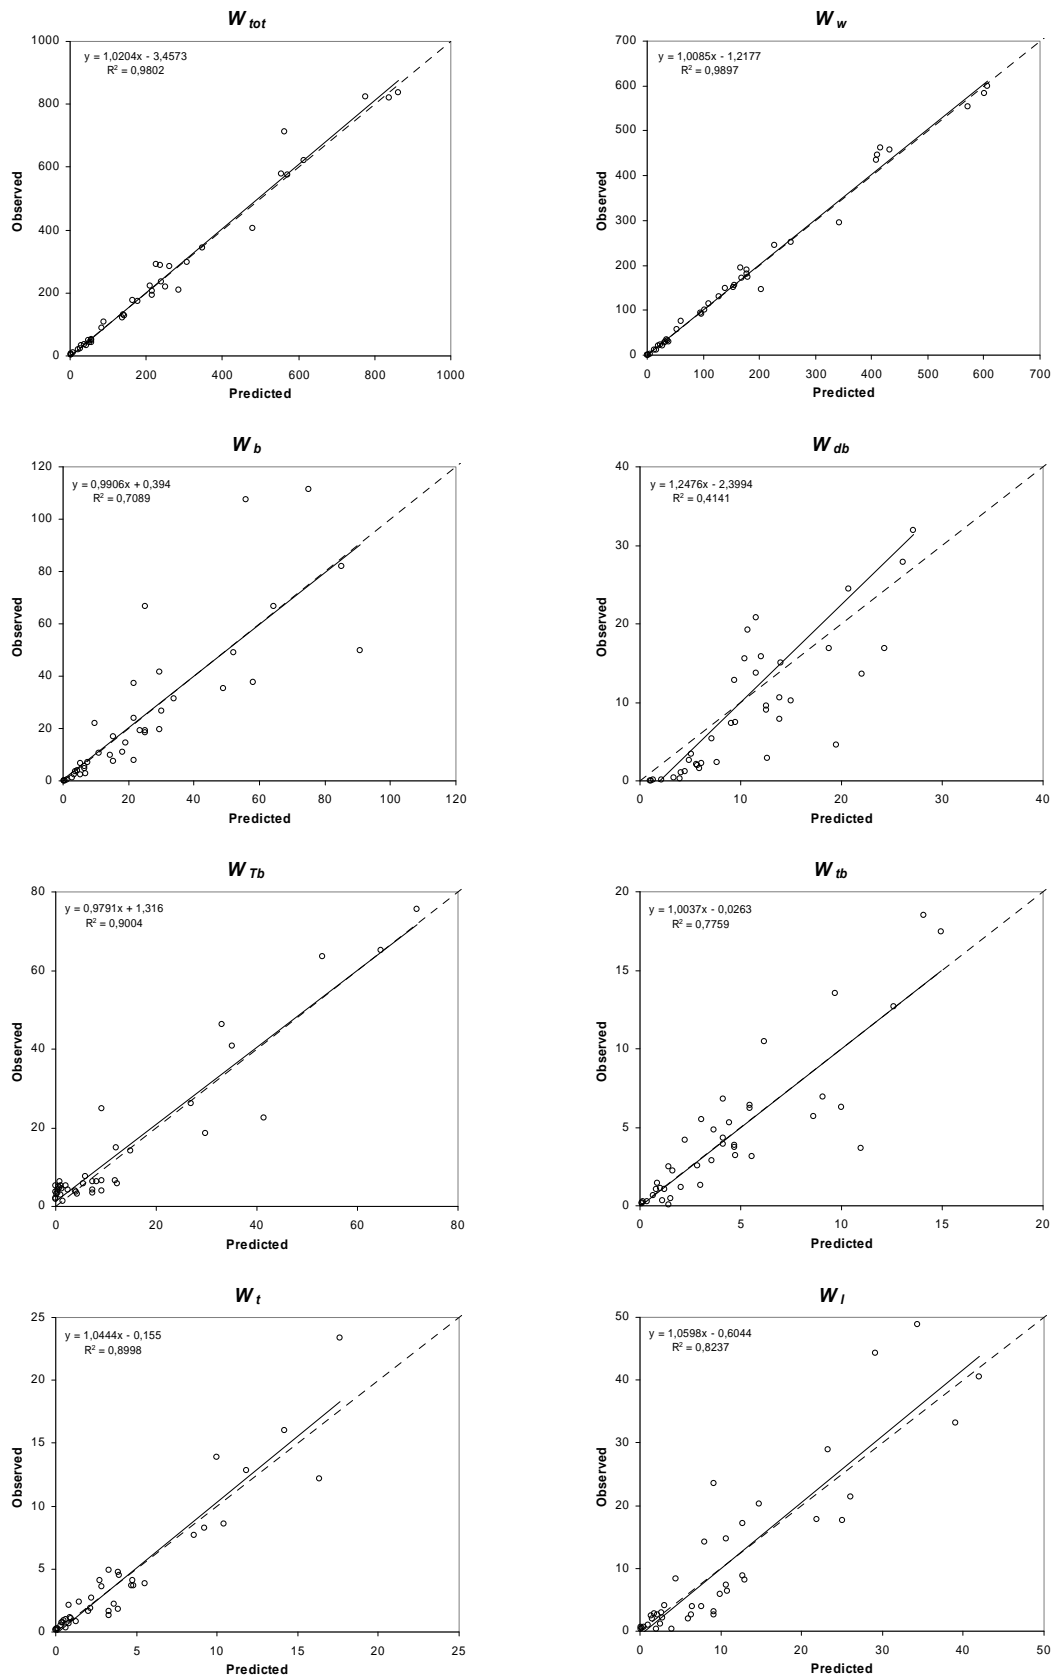 W tot
y = 1,0204x - 3,4573
R² = 0,9802
1000
800
600
400
200
0
0 200 400 600 800 1000
Observed
Predicted
W w
y = 1,0085x - 1,2177
R² = 0,9897
700
600
500
400
300
200
100
0
0 100 200 300 400 500 600 700
Observed
Predicted
W b
y = 0,9906x + 0,394
R² = 0,7089
120
100
80
60
40
20
0
0 20 40 60 80 100 120
Observed
Predicted
W db
y = 1,2476x - 2,3994
R² = 0,4141
40
30
20
10
0
0 10 20 30 40
Observed
Predicted
W Tb
y = 0,9791x + 1,316
R² = 0,9004
80
60
40
20
0
0 20 40 60 80
Observed
Predicted
W tb
y = 1,0037x - 0,0263
R² = 0,7759
20
15
10
5
0
0 5 10 15 20
Observed
Predicted
W t
y = 1,0444x - 0,155
R² = 0,8998
25
20
15
10
5
0
0 5 10 15 20 25
Observed
Predicted
W l
y = 1,0598x - 0,6044
R² = 0,8237
50
40
30
20
10
0
0 10 20 30 40 50
Observed
Predicted